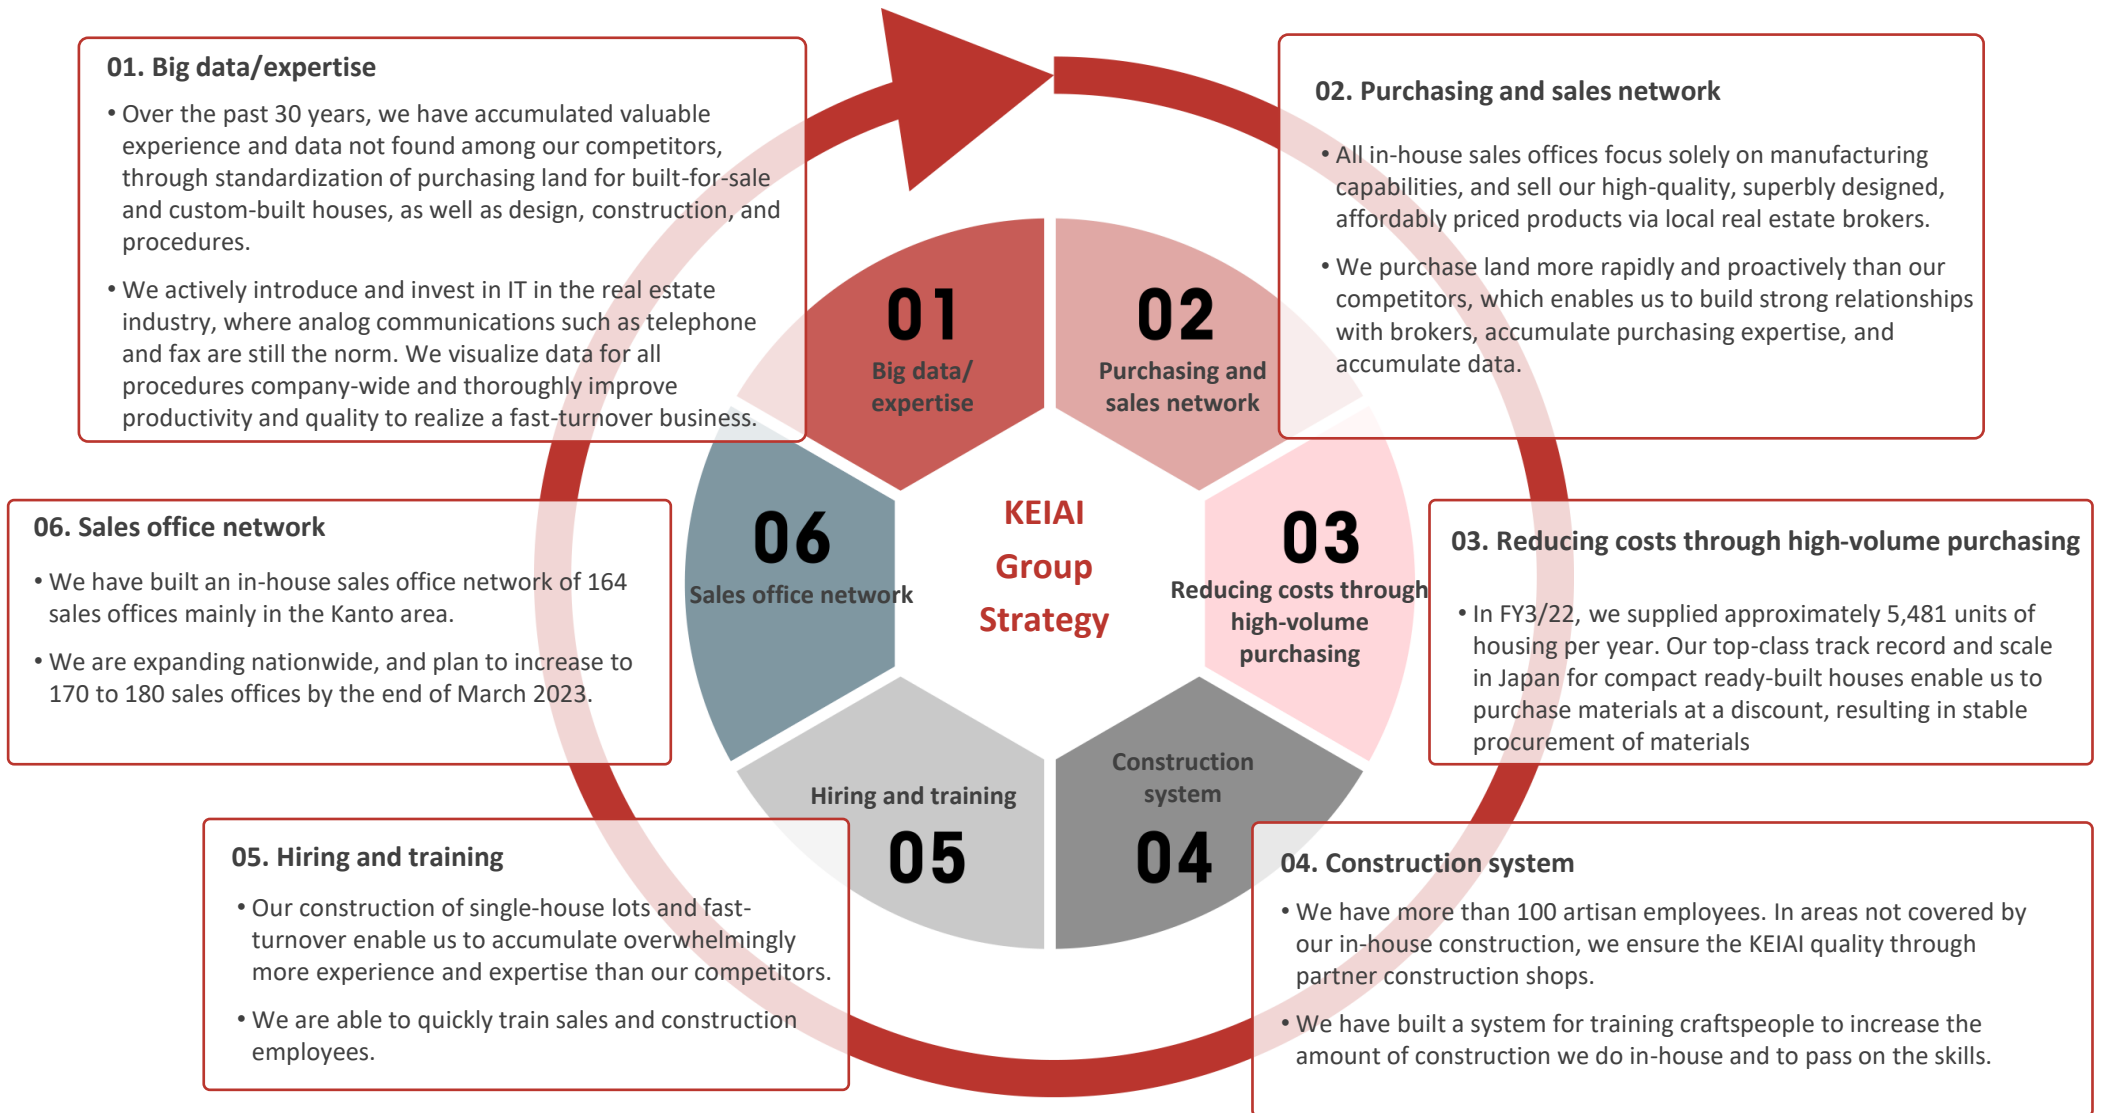 01. Big data/expertise
• Over the past 30 years, we have accumulated valuable
experience and data not found among our competitors,
through standardization of purchasing land for built-for-sale
and custom-built houses, as well as design, construction, and
procedures.
• We actively introduce and invest in IT in the real estate
industry, where analog communications such as telephone
and fax are still the norm. We visualize data for all
procedures company-wide and thoroughly improve
productivity and quality to realize a fast-turnover business.
02. Purchasing and sales network
• All in-house sales offices focus solely on manufacturing
capabilities, and sell our high-quality, superbly designed,
affordably priced products via local real estate brokers.
• We purchase land more rapidly and proactively than our
competitors, which enables us to build strong relationships
with brokers, accumulate purchasing expertise, and
accumulate data.
01
Big data/
expertise
02
Purchasing and
sales network
06. Sales office network
• We have built an in-house sales office network of 164
sales offices mainly in the Kanto area.
• We are expanding nationwide, and plan to increase to
170 to 180 sales offices by the end of March 2023.
06
Sales office network
KEIAI
Group
Strategy
03
Reducing costs through
high-volume
purchasing
03. Reducing costs through high-volume purchasing
• In FY3/22, we supplied approximately 5,481 units of
housing per year. Our top-class track record and scale
in Japan for compact ready-built houses enable us to
purchase materials at a discount, resulting in stable
procurement of materials
Hiring and training
05
Construction
system
04
05. Hiring and training
• Our construction of single-house lots and fast-
turnover enable us to accumulate overwhelmingly
more experience and expertise than our competitors.
• We are able to quickly train sales and construction
employees.
04. Construction system
• We have more than 100 artisan employees. In areas not covered by
our in-house construction, we ensure the KEIAI quality through
partner construction shops.
• We have built a system for training craftspeople to increase the
amount of construction we do in-house and to pass on the skills.